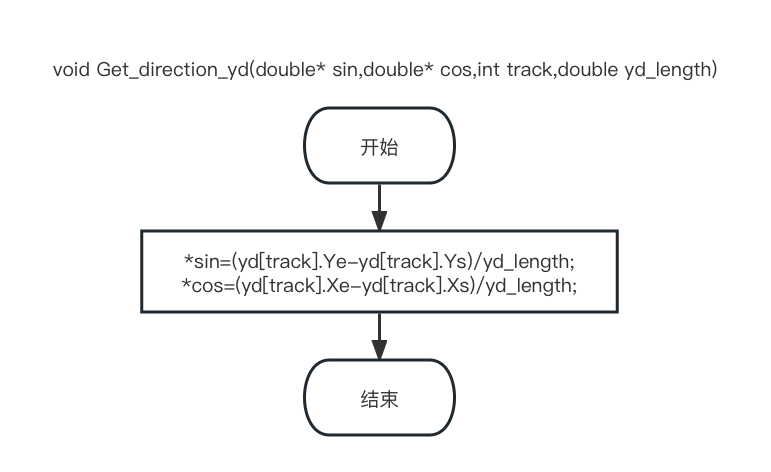 void Get_direction_yd(double* sin,double* cos,int track,double yd_length)
开始
*sin=(yd[track].Ye-yd[track].Ys)/yd_length;
*cos=(yd[track].Xe-yd[track].Xs)/yd_length;
结束